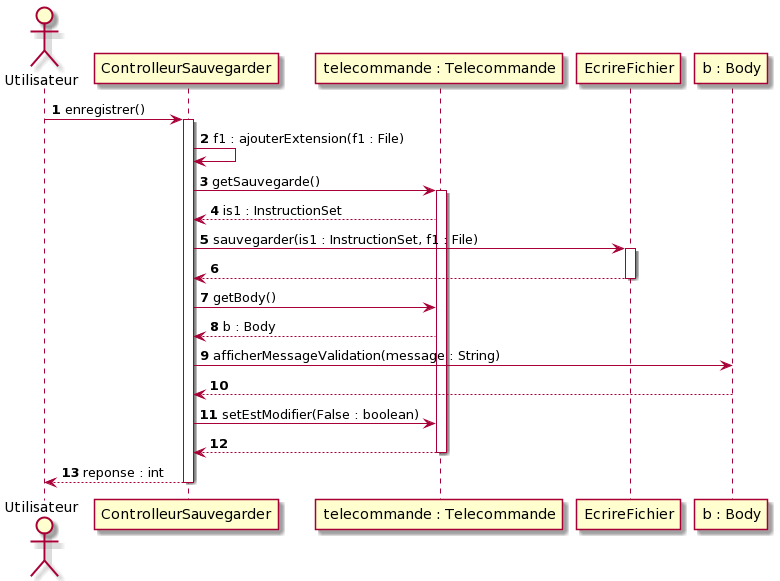 Utilisateur
ControlleurSauvegarder
telecommande : Telecommande
EcrireFichier
b : Body
1 enregistrer()
2 f1 : ajouterExtension(f1 : File)
3 getSauvegarde()
4 is1 : InstructionSet
5 sauvegarder(is1 : InstructionSet, f1 : File)
6
7 getBody()
8 b : Body
9 afficherMessageValidation(message : String)
10
11 setEstModifier(False : boolean)
12
13 reponse : int
Utilisateur
ControlleurSauvegarder
telecommande : Telecommande
EcrireFichier
b : Body